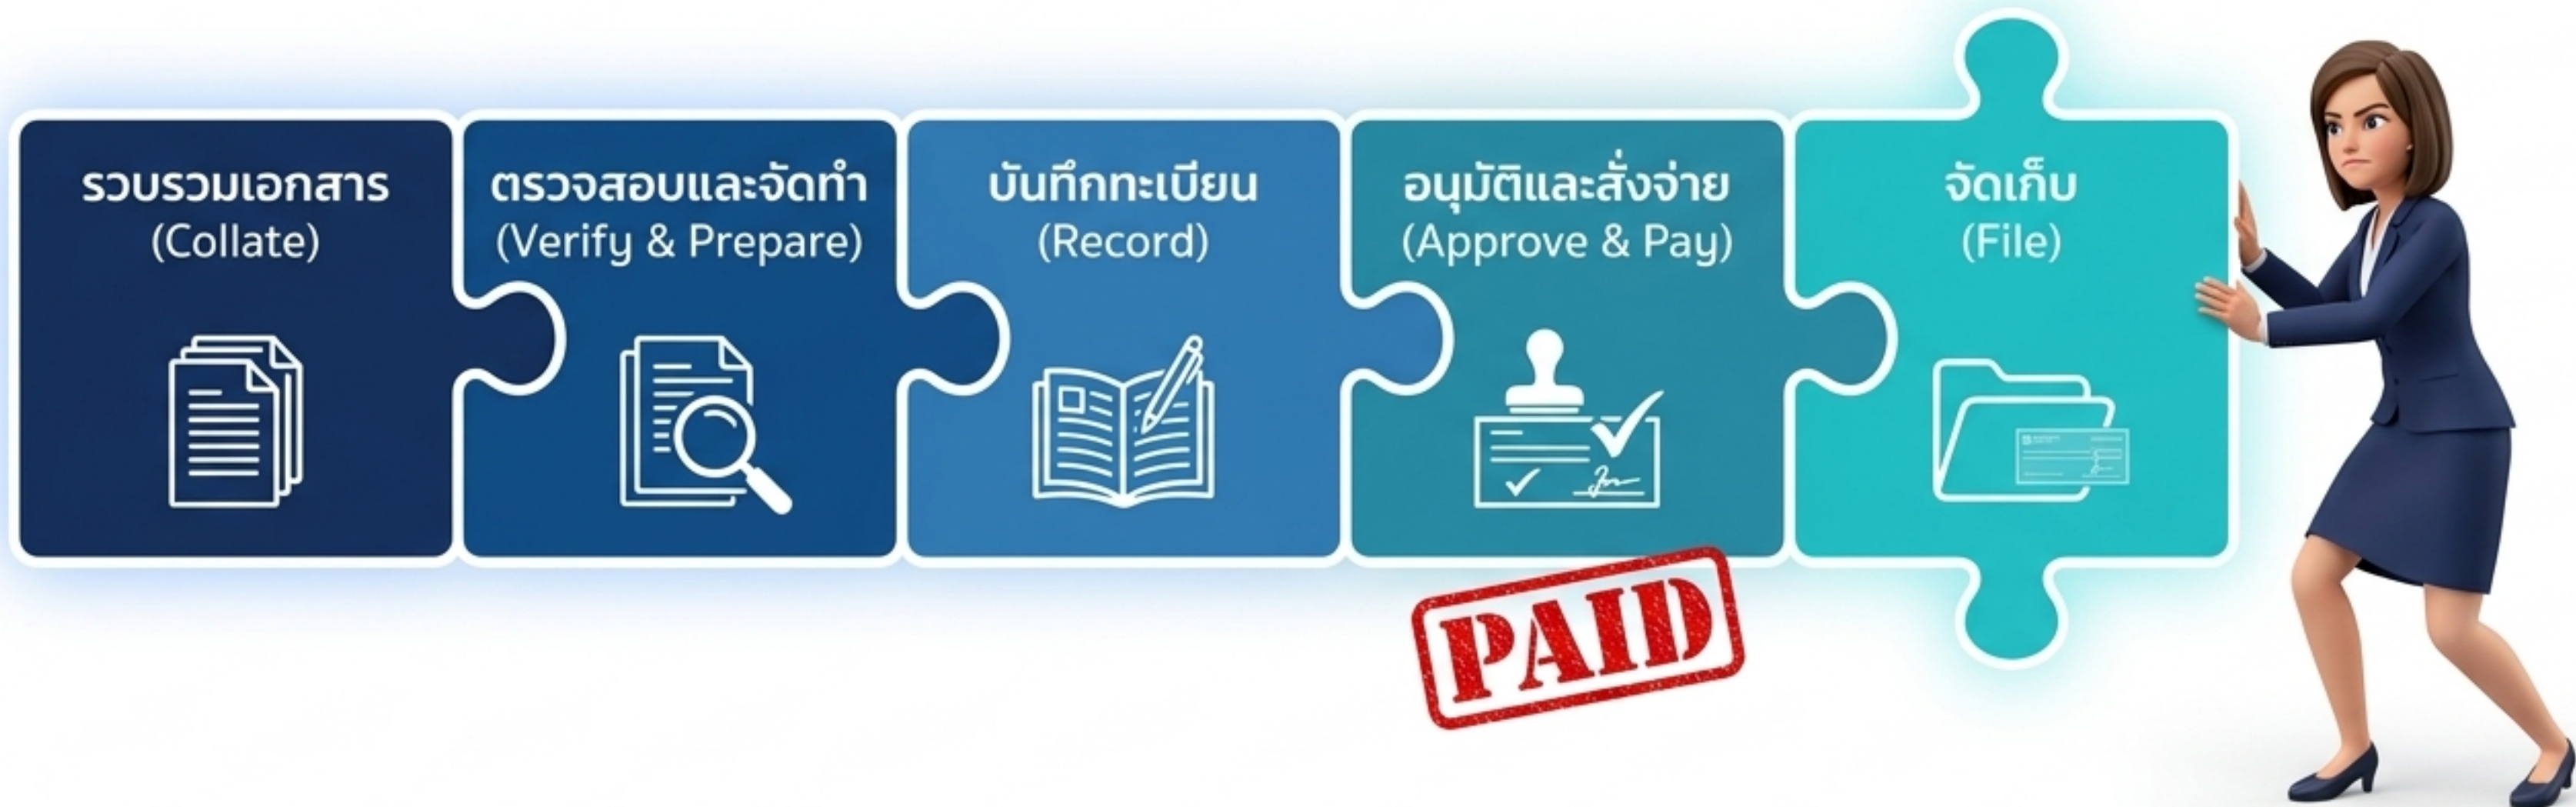 รวบรวมเอกสาร
(Collate)
ตรวจสอบและจัดทำ
(Verify & Prepare)
บันทึกทะเบียน
(Record)
อนุมัติและสั่งจ่าย
(Approve & Pay)
จัดเก็บ
(File)
PAID